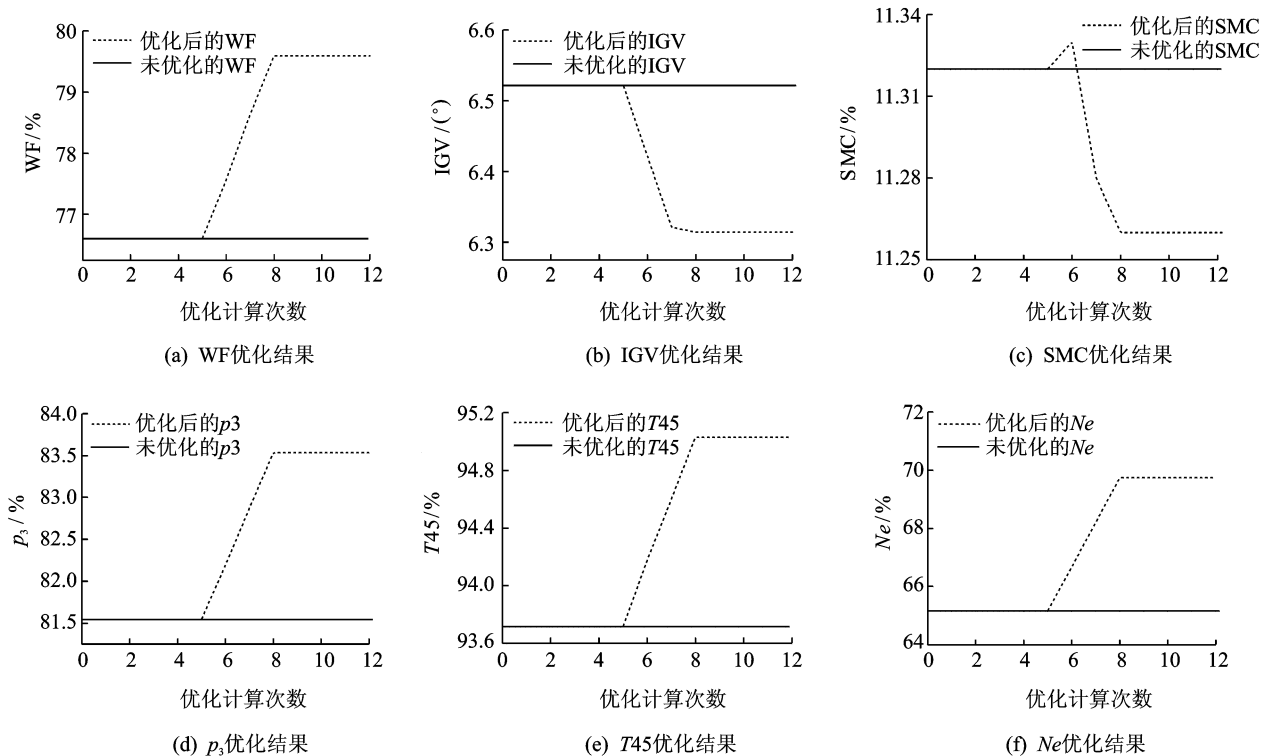 80
79
78
77
WF/%
优化后的WF
未优化的WF
0 2 4 6 8 10 12
优化计算次数
(a) WF优化结果
6.6
6.5
6.4
6.3
IGV/(°)
优化后的IGV
未优化的IGV
0 2 4 6 8 10 12
优化计算次数
(b) IGV优化结果
11.34
11.31
11.28
11.25
SMC/%
优化后的SMC
未优化的SMC
0 2 4 6 8 10 12
优化计算次数
(c) SMC优化结果
84.0
83.5
83.0
82.5
82.0
81.5
p₃/%
优化后的p3
未优化的p3
0 2 4 6 8 10 12
优化计算次数
(d) p₃优化结果
95.2
94.8
94.4
94.0
93.6
T45/%
优化后的T45
未优化的T45
0 2 4 6 8 10 12
优化计算次数
(e) T45优化结果
72
70
68
66
64
Ne/%
优化后的Ne
未优化的Ne
0 2 4 6 8 10 12
优化计算次数
(f) Ne优化结果